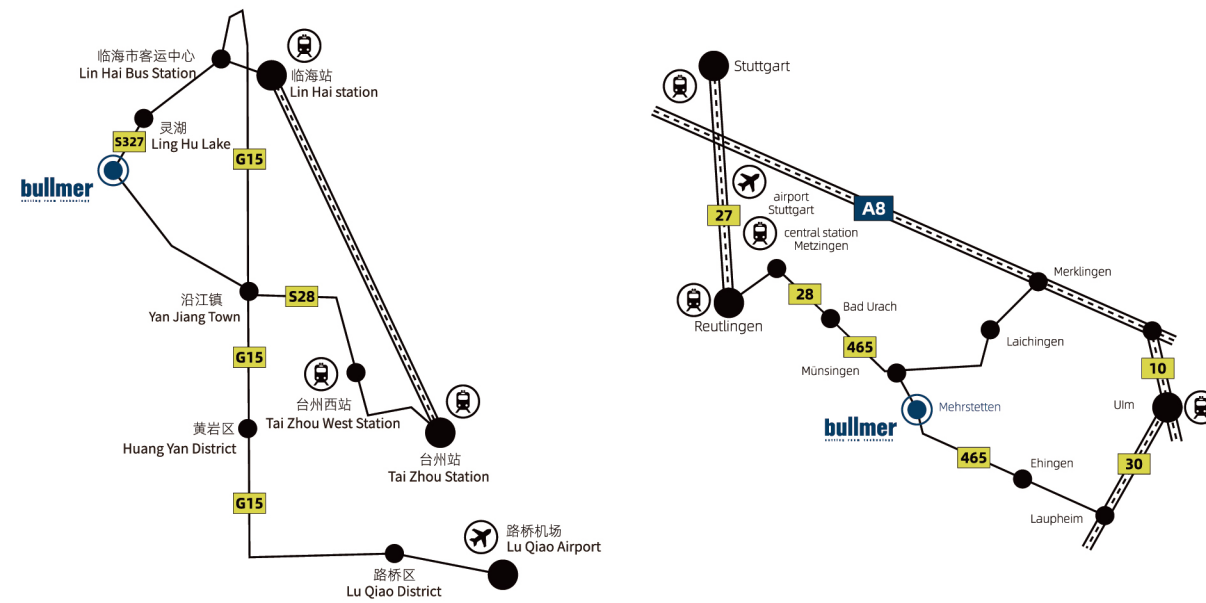 临海市客运中心
Lin Hai Bus Station
临海站
Lin Hai station
灵湖
Ling Hu Lake
S327
G15
bullmer
cutting room technology
沿江镇
Yan Jiang Town
S28
G15
台州西站
Tai Zhou West Station
黄岩区
Huang Yan District
台州站
Tai Zhou Station
G15
路桥机场
Lu Qiao Airport
路桥区
Lu Qiao District
Stuttgart
airport
Stuttgart
A8
27
central station
Metzingen
Merklingen
28
Bad Urach
Reutlingen
465
Laichingen
Münsingen
10
Mehrstetten
Ulm
bullmer
cutting room technology
465
Ehingen
30
Laupheim